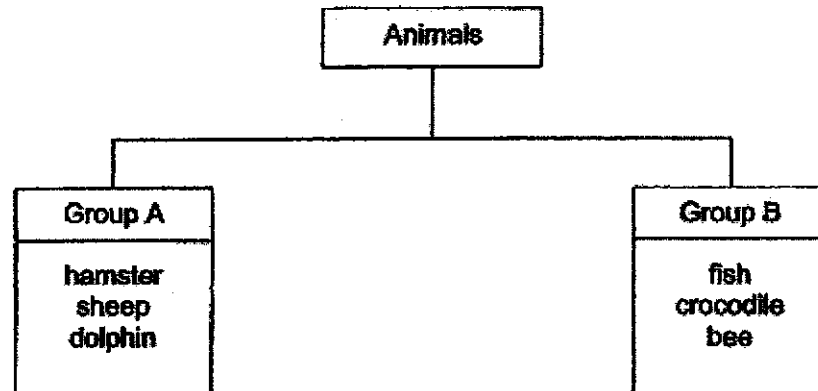 Animals
Group A
hamster
sheep
dolphin
Group B
fish
crocodile
bee